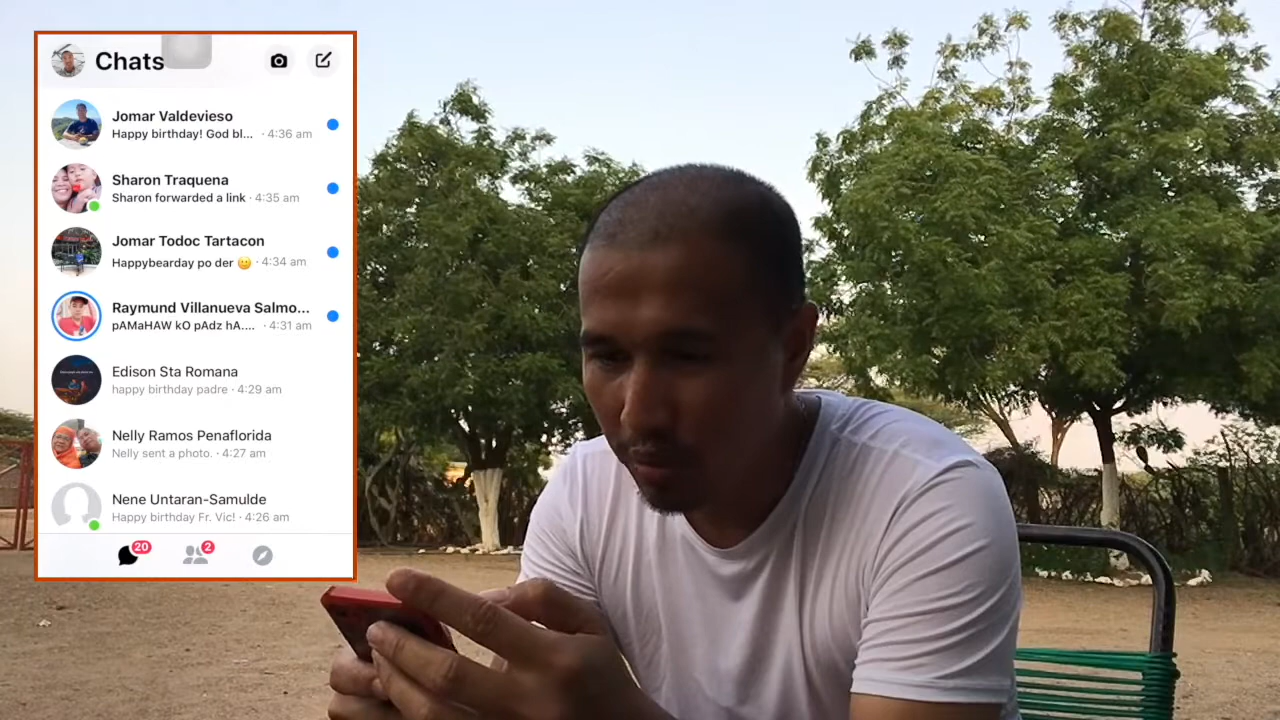 Chats
Jomar Valdevieso
Happy birthday! God bl... · 4:36 am
Sharon Traquena
Sharon forwarded a link · 4:35 am
Jomar Todoc Tartacon
Happybearday po der 🙂 · 4:34 am
Raymund Villanueva Salmo...
pAMaHAW kO pAdz hA.... · 4:31 am
Edison Sta Romana
happy birthday padre · 4:29 am
Nelly Ramos Penaflorida
Nelly sent a photo. · 4:27 am
Nene Untaran-Samulde
Happy birthday Fr. Vic! · 4:26 am
20 2